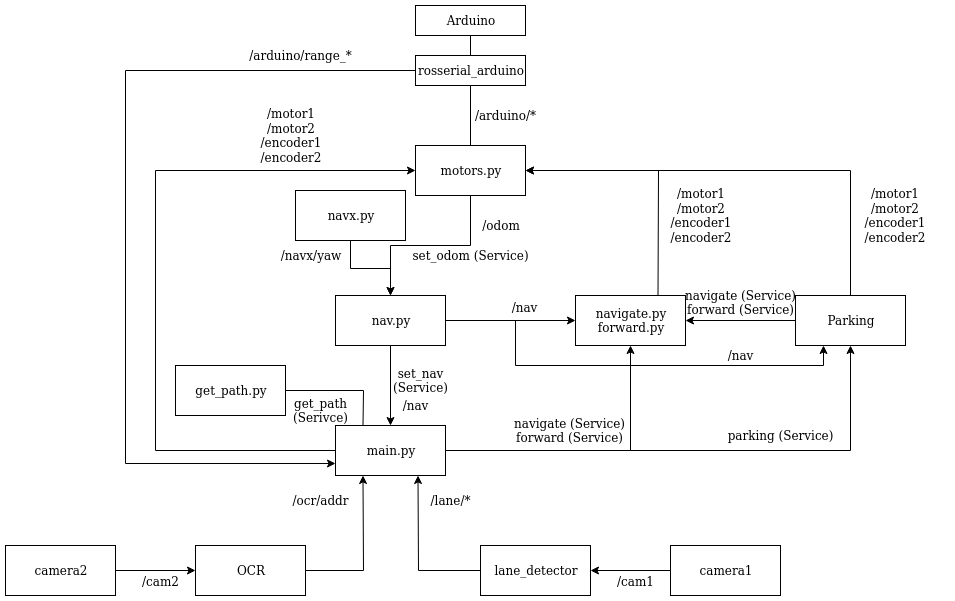 Arduino
/arduino/range_*
rosserial_arduino
/arduino/*
/motor1
/motor2
/encoder1
/encoder2
motors.py
/motor1
/motor2
/encoder1
/encoder2
/motor1
/motor2
/encoder1
/encoder2
navx.py
/odom
/navx/yaw
set_odom (Service)
nav.py
/nav
navigate.py
forward.py
navigate (Service)
forward (Service)
Parking
/nav
set_nav
(Service)
/nav
get_path.py
get_path
(Serivce)
main.py
navigate (Service)
forward (Service)
parking (Service)
/ocr/addr
/lane/*
camera2
/cam2
OCR
lane_detector
/cam1
camera1